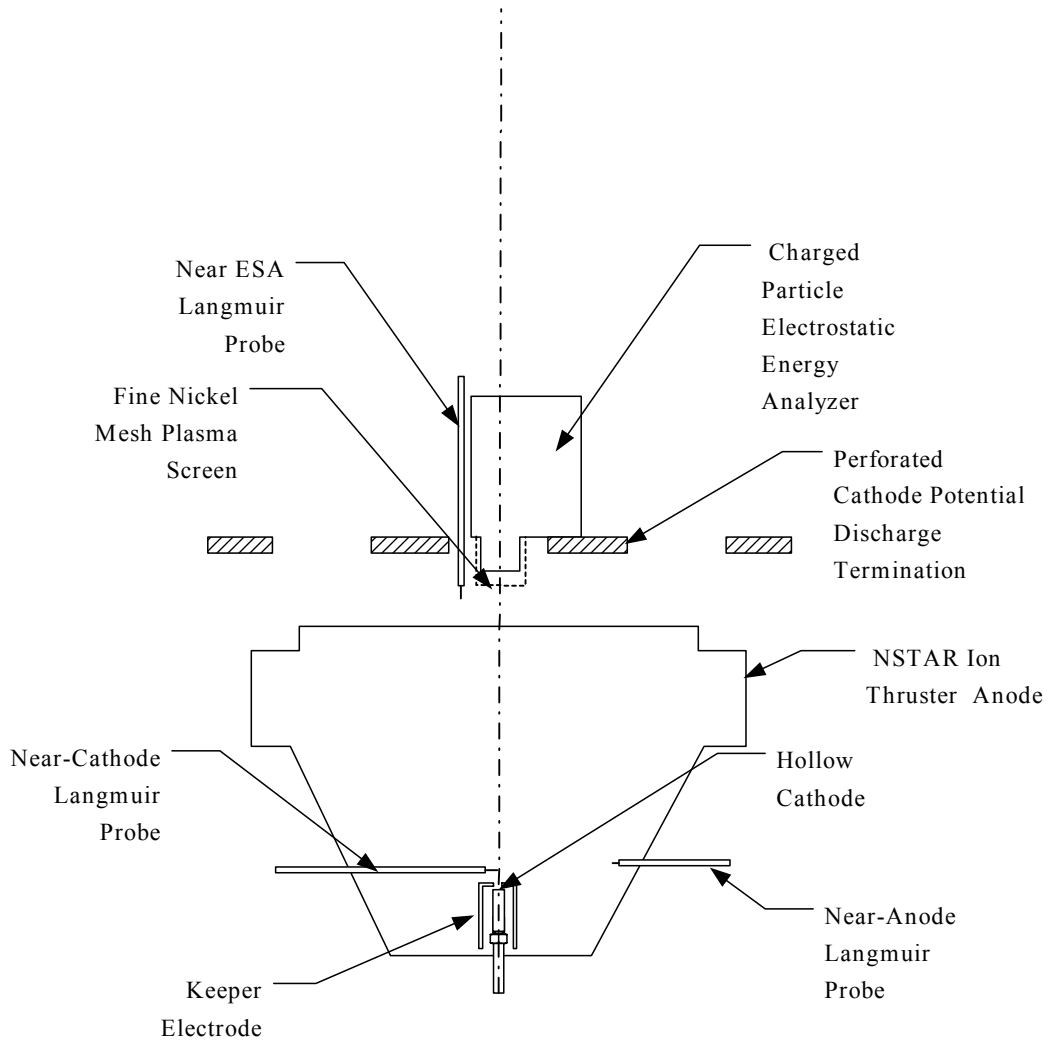 Near ESA
Langmuir
Probe
Charged
Particle
Electrostatic
Energy
Analyzer
Fine Nickel
Mesh Plasma
Screen
Perforated
Cathode Potential
Discharge
Termination
NSTAR Ion
Thruster Anode
Near-Cathode
Langmuir
Probe
Hollow
Cathode
Near-Anode
Langmuir
Probe
Keeper
Electrode